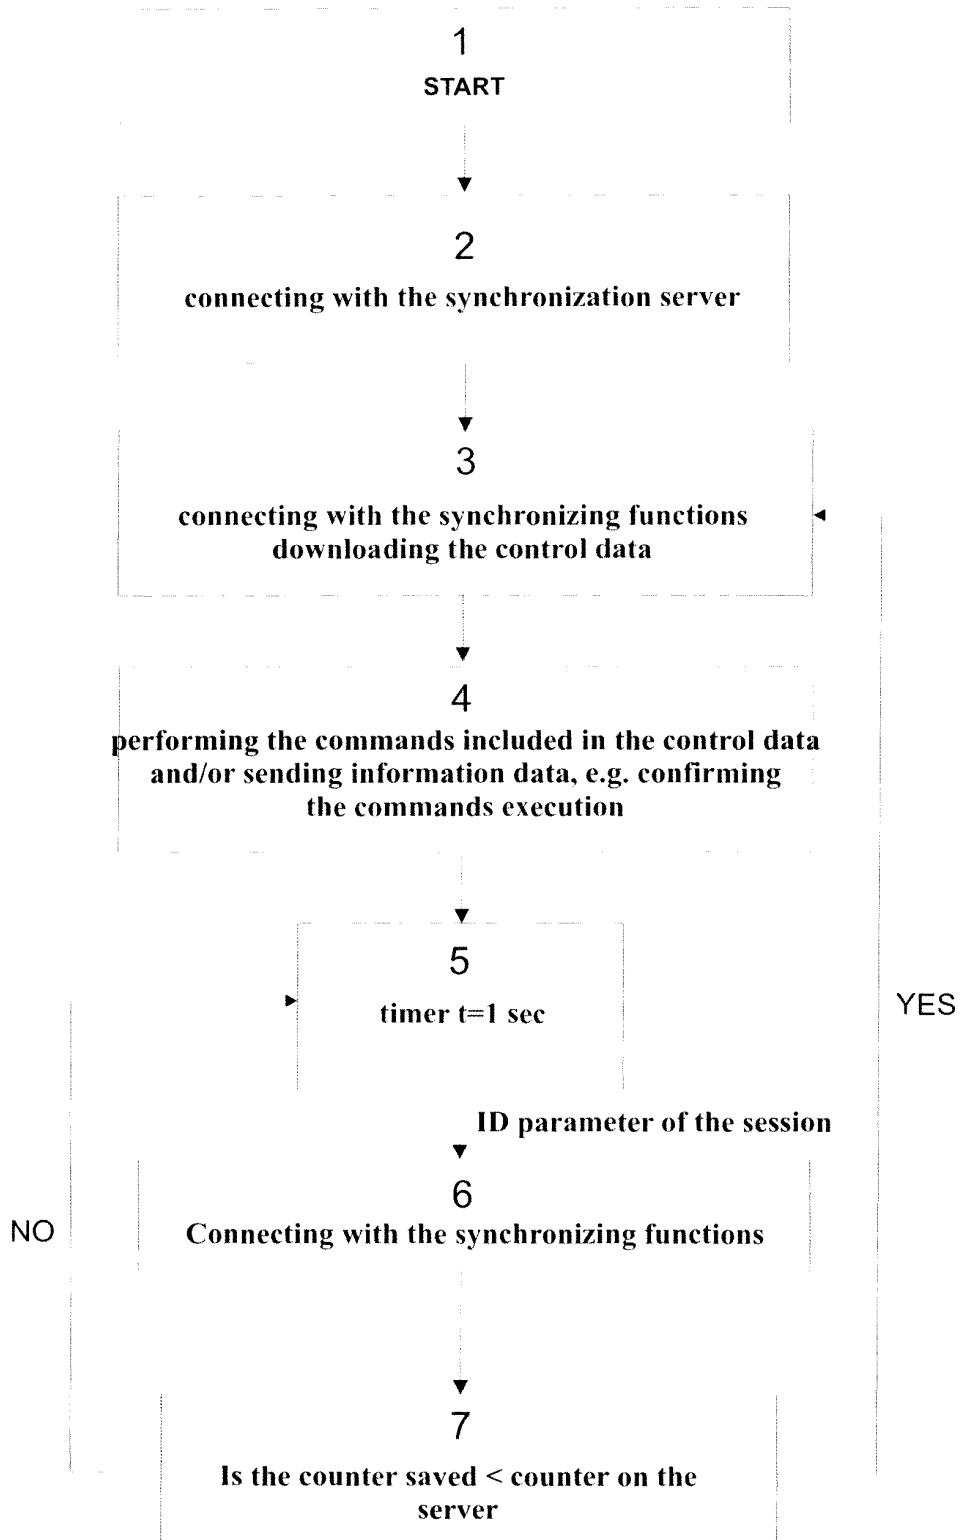 1
START
2
connecting with the synchronization server
3
connecting with the synchronizing functions
downloading the control data
4
performing the commands included in the control data
and/or sending information data, e.g. confirming
the commands execution
5
timer t=1 sec
YES
ID parameter of the session
6
NO
Connecting with the synchronizing functions
7
Is the counter saved < counter on the
server